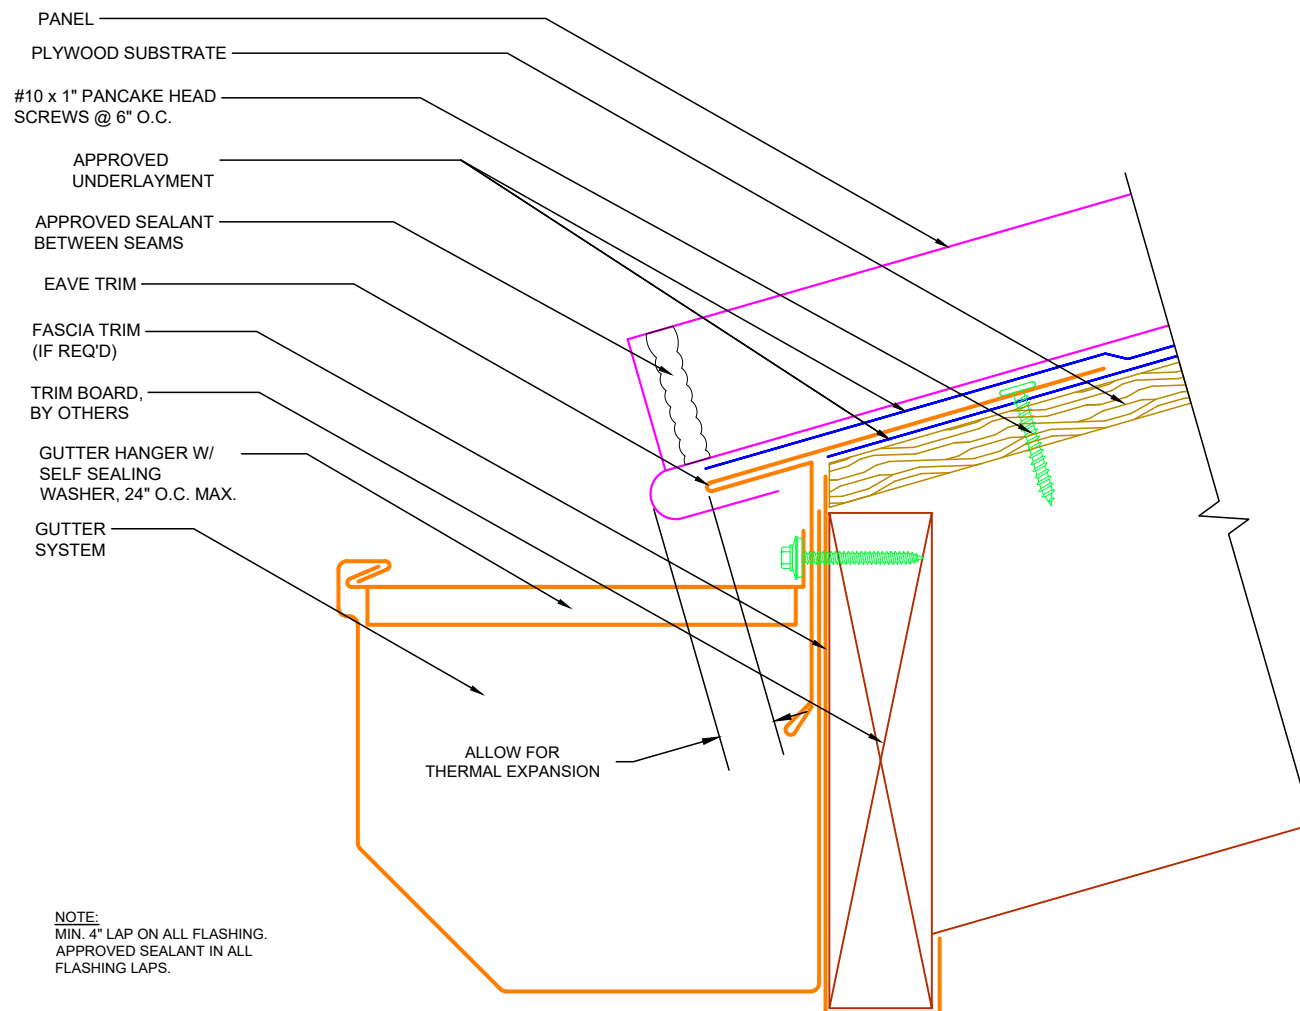 PANEL
PLYWOOD SUBSTRATE
#10 x 1" PANCAKE HEAD
SCREWS @ 6" O.C.
APPROVED
UNDERLAYMENT
APPROVED SEALANT
BETWEEN SEAMS
EAVE TRIM
FASCIA TRIM
(IF REQ'D)
TRIM BOARD,
BY OTHERS
GUTTER HANGER W/
SELF SEALING
WASHER, 24" O.C. MAX.
GUTTER
SYSTEM
ALLOW FOR
THERMAL EXPANSION
NOTE:
MIN. 4" LAP ON ALL FLASHING.
APPROVED SEALANT IN ALL
FLASHING LAPS.